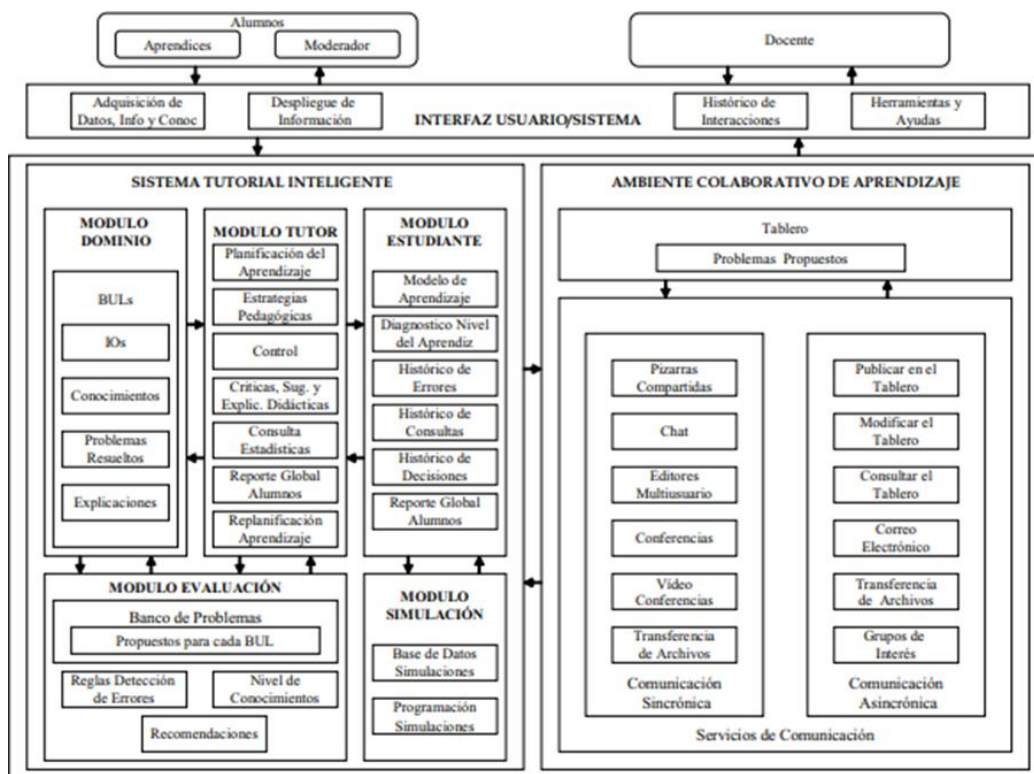 Alumnos
Aprendices
Moderador
Docente
Adquisición de
Datos, Info y Conoc
Despliegue de
Información
INTERFAZ USUARIO/SISTEMA
Histórico de
Interacciones
Herramientas y
Ayudas
SISTEMA TUTORIAL INTELIGENTE
MODULO
DOMINIO
BULs
IOs
Conocimientos
Problemas
Resueltos
Explicaciones
MODULO TUTOR
Planificación del
Aprendizaje
Estrategias
Pedagógicas
Control
Criticas, Sug. y
Explic. Didácticas
Consulta
Estadísticas
Reporte Global
Alumnos
Replanificación
Aprendizaje
MODULO
ESTUDIANTE
Modelo de
Aprendizaje
Diagnostico Nivel
del Aprendiz
Histórico de
Errores
Histórico de
Consultas
Histórico de
Decisiones
Reporte Global
Alumnos
MODULO EVALUACIÓN
Banco de Problemas
Propuestos para cada BUL
Reglas Detección
de Errores
Nivel de
Conocimientos
Recomendaciones
MODULO
SIMULACIÓN
Base de Datos
Simulaciones
Programación
Simulaciones
AMBIENTE COLABORATIVO DE APRENDIZAJE
Tablero
Problemas Propuestos
Pizarras
Compartidas
Chat
Editores
Multiusuario
Conferencias
Vídeo
Conferencias
Transferencia
de Archivos
Comunicación
Sincrónica
Publicar en el
Tablero
Modificar el
Tablero
Consultar el
Tablero
Correo
Electrónico
Transferencia
de Archivos
Grupos de
Interés
Comunicación
Asincrónica
Servicios de Comunicación